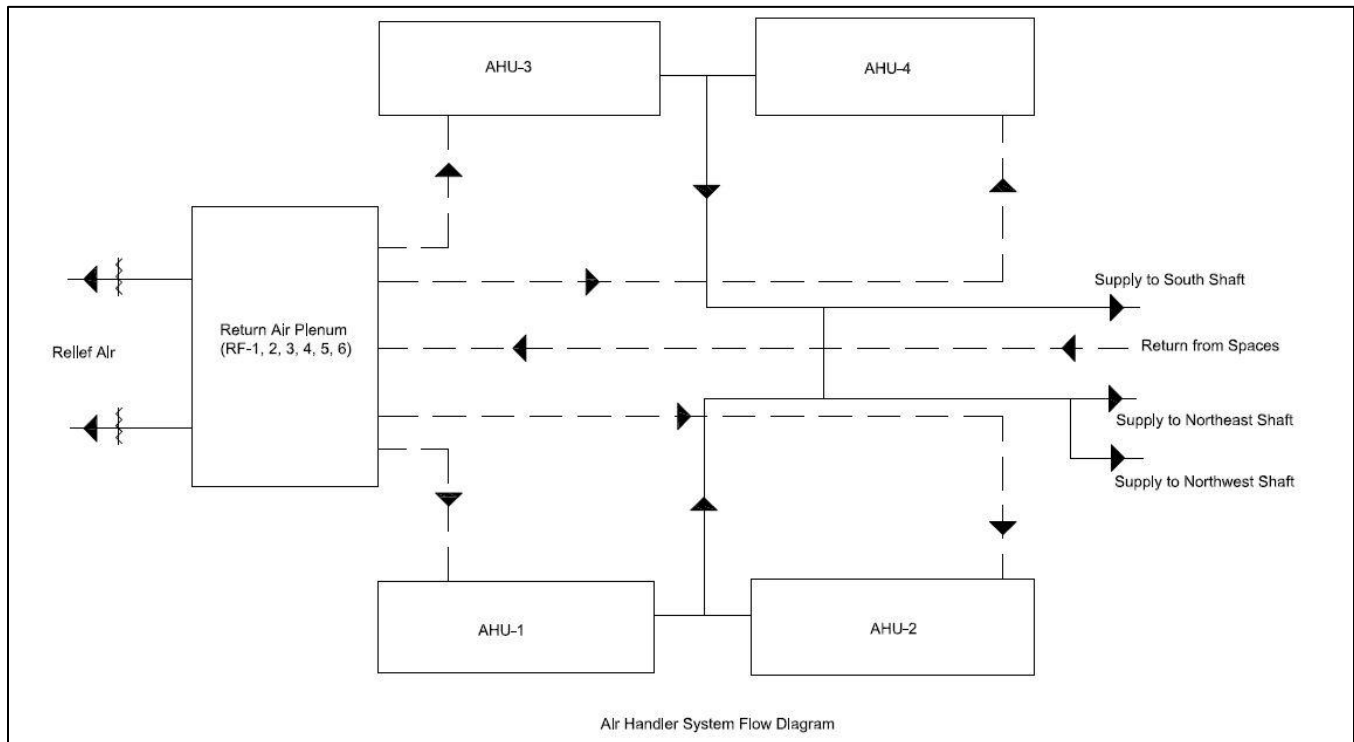 AHU-3
AHU-4
Supply to South Shaft
Return Air Plenum
(RF-1, 2, 3, 4, 5, 6)
Relief Air
Return from Spaces
Supply to Northeast Shaft
Supply to Northwest Shaft
AHU-1
AHU-2
Air Handler System Flow Diagram